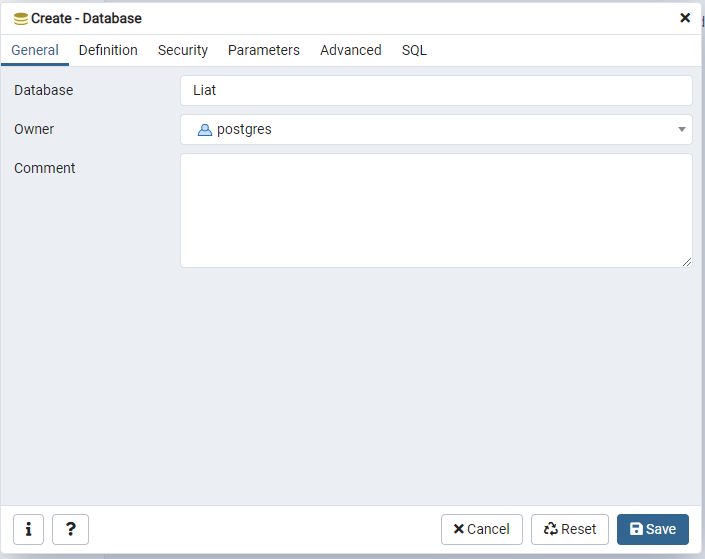 Create - Database
General Definition Security Parameters Advanced SQL
Database Liat
Owner postgres
Comment
i ? Cancel Reset Save